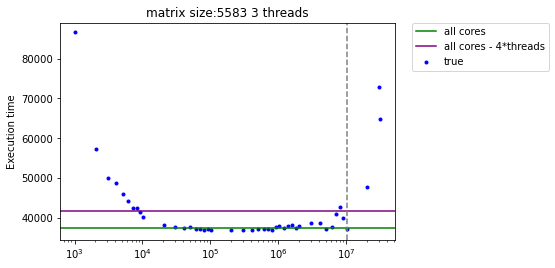 matrix size:5583 3 threads
all cores
all cores - 4*threads
true
Execution time
80000
70000
60000
50000
40000
10³
10⁴
10⁵
10⁶
10⁷